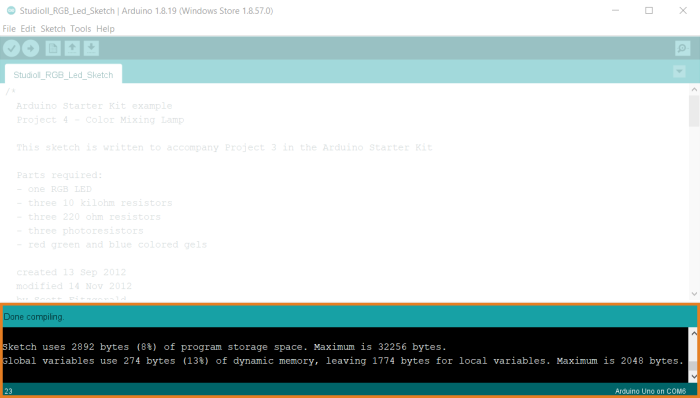 StudioII_RGB_Led_Sketch | Arduino 1.8.19 (Windows Store 1.8.57.0)
File Edit Sketch Tools Help
StudioII_RGB_Led_Sketch
/*
Arduino Starter Kit example
Project 4 - Color Mixing Lamp
This sketch is written to accompany Project 3 in the Arduino Starter Kit
Parts required:
- one RGB LED
- three 10 kilohm resistors
- three 220 ohm resistors
- three photoresistors
- red green and blue colored gels
created 13 Sep 2012
modified 14 Nov 2012
by Scott Fitzgerald
Done compiling.
Sketch uses 2892 bytes (8%) of program storage space. Maximum is 32256 bytes.
Global variables use 274 bytes (13%) of dynamic memory, leaving 1774 bytes for local variables. Maximum is 2048 bytes.
23
Arduino Uno on COM6